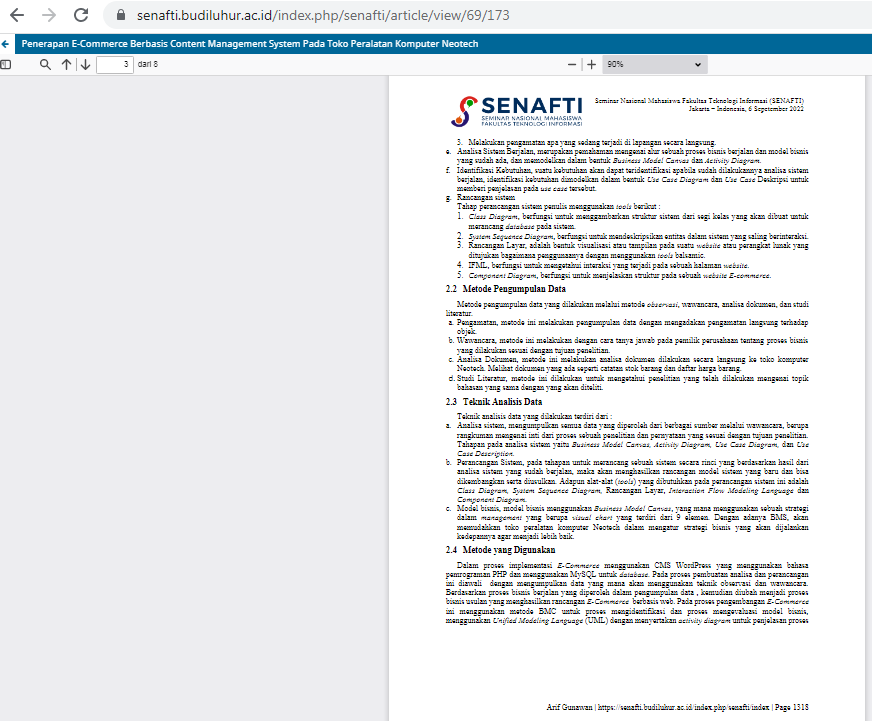 senafti.budiluhur.ac.id/index.php/senafti/article/view/69/173
Penerapan E-Commerce Berbasis Content Management System Pada Toko Peralatan Komputer Neotech
3 dari 8
90%
SENAFTI
SEMINAR NASIONAL MAHASISWA
FAKULTAS TEKNOLOGI INFORMASI
Seminar Nasional Mahasiswa Fakultas Teknologi Informasi (SENAFTI)
Jakarta – Indonesia, 6 September 2022
3. Melakukan pengamatan apa yang sedang terjadi di lapangan secara langsung.
e. Analisa Sistem Berjalan, merupakan pemahaman mengenai alur sebuah proses bisnis berjalan dan model bisnis
yang sudah ada, dan memodelkan dalam bentuk Business Model Canvas dan Activity Diagram.
f. Identifikasi Kebutuhan, suatu kebutuhan akan dapat teridentifikasi apabila sudah dilakukannya analisa sistem
berjalan, identifikasi kebutuhan dimodelkan dalam bentuk Use Case Diagram dan Use Case Deskripsi untuk
memberi penjelasan pada use case tersebut.
g. Rancangan sistem
Tahap perancangan sistem penulis menggunakan tools berikut :
1. Class Diagram, berfungsi untuk menggambarkan struktur sistem dari segi kelas yang akan dibuat untuk
merancang database pada sistem.
2. System Sequence Diagram, berfungsi untuk mendeskripsikan entitas dalam sistem yang saling berinteraksi.
3. Rancangan Layar, adalah bentuk visualisasi atau tampilan pada suatu website atau perangkat lunak yang
ditujukan bagaimana penggunaanya dengan menggunakan tools balsamic.
4. IFML, berfungsi untuk mengetahui interaksi yang terjadi pada sebuah halaman website.
5. Component Diagram, berfungsi untuk menjelaskan struktur pada sebuah website E-commerce.
2.2 Metode Pengumpulan Data
Metode pengumpulan data yang dilakukan melalui metode observasi, wawancara, analisa dokumen, dan studi
literatur.
a. Pengamatan, metode ini melakukan pengumpulan data dengan mengadakan pengamatan langsung terhadap
objek.
b. Wawancara, metode ini melakukan dengan cara tanya jawab pada pemilik perusahaan tentang proses bisnis
yang dilakukan sesuai dengan tujuan penelitian.
c. Analisa Dokumen, metode ini melakukan analisa dokumen dilakukan secara langsung ke toko komputer
Neotech. Melihat dokumen yang ada seperti catatan stok barang dan daftar harga barang.
d. Studi Literatur, metode ini dilakukan untuk mengetahui penelitian yang telah dilakukan mengenai topik
bahasan yang sama dengan yang akan diteliti.
2.3 Teknik Analisis Data
Teknik analisis data yang dilakukan terdiri dari :
a. Analisa sistem, mengumpulkan semua data yang diperoleh dari berbagai sumber melalui wawancara, berupa
rangkuman mengenai inti dari proses sebuah penelitian dan pernyataan yang sesuai dengan tujuan penelitian.
Tahapan pada analisa sistem yaitu Business Model Canvas, Activity Diagram, Use Case Diagram, dan Use
Case Description.
b. Perancangan Sistem, pada tahapan untuk merancang sebuah sistem secara rinci yang berdasarkan hasil dari
analisa sistem yang sudah berjalan, maka akan menghasilkan rancangan model sistem yang baru dan bisa
dikembangkan serta diusulkan. Adapun alat-alat (tools) yang dibutuhkan pada perancangan sistem ini adalah
Class Diagram, System Sequence Diagram, Rancangan Layar, Interaction Flow Modeling Language dan
Component Diagram.
c. Model bisnis, model bisnis menggunakan Business Model Canvas, yang mana menggunakan sebuah strategi
dalam management yang berupa visual chart yang terdiri dari 9 elemen. Dengan adanya BMS, akan
memudahkan toko peralatan komputer Neotech dalam mengatur strategi bisnis yang akan dijalankan
kedepannya agar menjadi lebih baik.
2.4 Metode yang Digunakan
Dalam proses implementasi E-Commerce menggunakan CMS WordPress yang menggunakan bahasa
pemrograman PHP dan menggunakan MySQL untuk database. Pada proses pembuatan analisa dan perancangan
ini diawali dengan mengumpulkan data yang mana akan menggunakan teknik observasi dan wawancara.
Berdasarkan proses bisnis berjalan yang diperoleh dalam pengumpulan data , kemudian diubah menjadi proses
bisnis usulan yang menghasilkan rancangan E-Commerce berbasis web. Pada proses pengembangan E-Commerce
ini menggunakan metode BMC untuk proses mengidentifikasi dan proses mengevaluasi model bisnis,
menggunakan Unified Modeling Language (UML) dengan menyertakan activity diagram untuk penjelasan proses
Arif Gunawan | https://senafti.budiluhur.ac.id/index.php/senafti/index | Page 1318